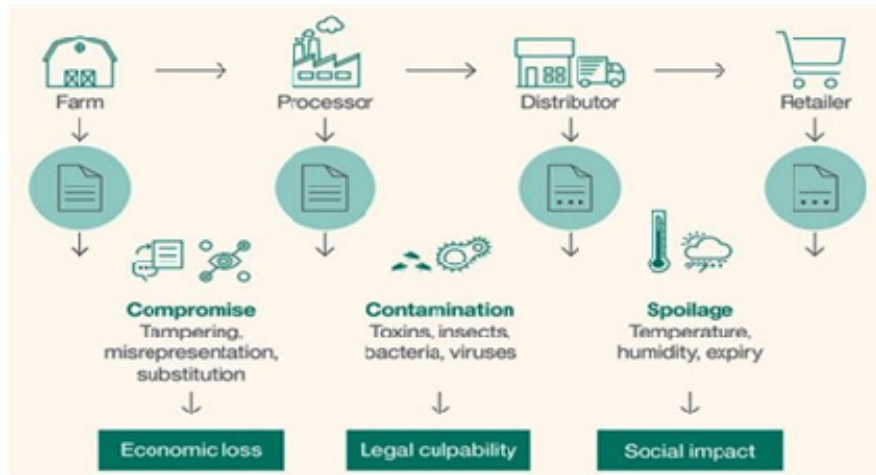 Farm
Processor
Distributor
Retailer
Compromise
Tampering,
misrepresentation,
substitution
Contamination
Toxins, insects,
bacteria, viruses
Spoilage
Temperature,
humidity, expiry
Economic loss
Legal culpability
Social impact